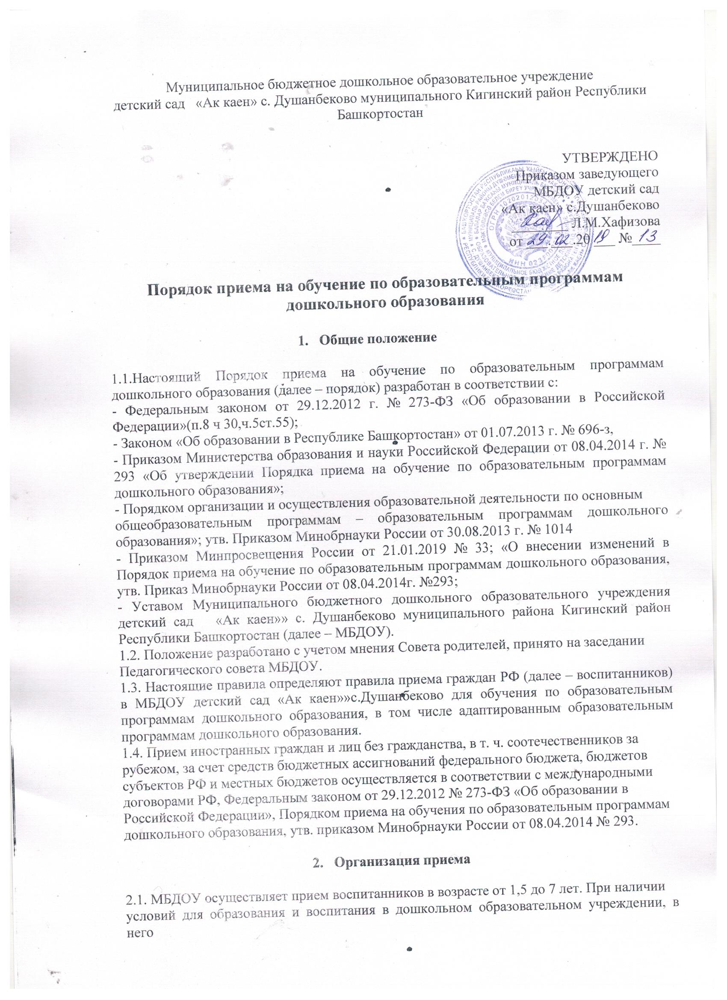 Муниципальное бюджетное дошкольное образовательное учреждение
детский сад «Ак каен» с. Душанбеково муниципального Кигинский район Республики
Башкортостан
УТВЕРЖДЕНО
Приказом заведующего
МБДОУ детский сад
«Ак каен» с.Душанбеково
Л.М.Хафизова
от 29.02.2019 № 13
Порядок приема на обучение по образовательным программам
дошкольного образования
1. Общие положение
1.1.Настоящий Порядок приема на обучение по образовательным программам
дошкольного образования (далее – порядок) разработан в соответствии с:
- Федеральным законом от 29.12.2012 г. № 273-ФЗ «Об образовании в Российской
Федерации»(п.8 ч 30,ч.5ст.55);
- Законом «Об образовании в Республике Башкортостан» от 01.07.2013 г. № 696-з,
- Приказом Министерства образования и науки Российской Федерации от 08.04.2014 г. №
293 «Об утверждении Порядка приема на обучение по образовательным программам
дошкольного образования»;
- Порядком организации и осуществления образовательной деятельности по основным
общеобразовательным программам – образовательным программам дошкольного
образования»; утв. Приказом Минобрнауки России от 30.08.2013 г. № 1014
- Приказом Минпросвещения России от 21.01.2019 № 33; «О внесении изменений в
Порядок приема на обучение по образовательным программам дошкольного образования,
утв. Приказ Минобрнауки России от 08.04.2014г. №293;
- Уставом Муниципального бюджетного дошкольного образовательного учреждения
детский сад «Ак каен»» с. Душанбеково муниципального района Кигинский район
Республики Башкортостан (далее – МБДОУ).
1.2. Положение разработано с учетом мнения Совета родителей, принято на заседании
Педагогического совета МБДОУ.
1.3. Настоящие правила определяют правила приема граждан РФ (далее – воспитанников)
в МБДОУ детский сад «Ак каен»»с.Душанбеково для обучения по образовательным
программам дошкольного образования, в том числе адаптированным образовательным
программам дошкольного образования.
1.4. Прием иностранных граждан и лиц без гражданства, в т. ч. соотечественников за
рубежом, за счет средств бюджетных ассигнований федерального бюджета, бюджетов
субъектов РФ и местных бюджетов осуществляется в соответствии с международными
договорами РФ, Федеральным законом от 29.12.2012 № 273-ФЗ «Об образовании в
Российской Федерации», Порядком приема на обучения по образовательным программам
дошкольного образования, утв. приказом Минобрнауки России от 08.04.2014 № 293.
2. Организация приема
2.1. МБДОУ осуществляет прием воспитанников в возрасте от 1,5 до 7 лет. При наличии
условий для образования и воспитания в дошкольном образовательном учреждении, в
него